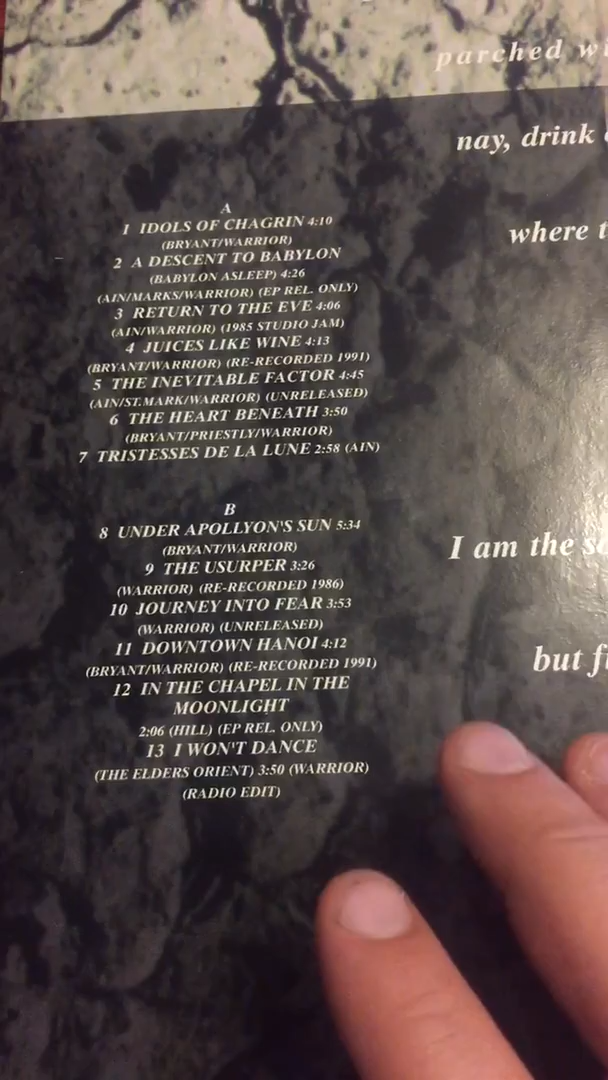 parched
nay, drink
where
A
1 IDOLS OF CHAGRIN 4:10
(BRYANT/WARRIOR)
2 A DESCENT TO BABYLON
(BABYLON ASLEEP) 4:26
(AIN/MARKS/WARRIOR) (EP REL. ONLY)
3 RETURN TO THE EVE 4:06
(AIN/WARRIOR) (1985 STUDIO JAM)
4 JUICES LIKE WINE 4:13
(BRYANT/WARRIOR) (RE-RECORDED 1991)
5 THE INEVITABLE FACTOR 4:45
(AIN/ST.MARK/WARRIOR) (UNRELEASED)
6 THE HEART BENEATH 3:50
(BRYANT/PRIESTLY/WARRIOR)
7 TRISTESSES DE LA LUNE 2:58 (AIN)
B
8 UNDER APOLLYON'S SUN 5:34
(BRYANT/WARRIOR)
9 THE USURPER 3:26
(WARRIOR) (RE-RECORDED 1986)
10 JOURNEY INTO FEAR 3:53
(WARRIOR) (UNRELEASED)
11 DOWNTOWN HANOI 4:12
(BRYANT/WARRIOR) (RE-RECORDED 1991)
12 IN THE CHAPEL IN THE
MOONLIGHT
2:06 (HILL) (EP REL. ONLY)
13 I WON'T DANCE
(THE ELDERS ORIENT) 3:50 (WARRIOR)
(RADIO EDIT)
I am the
but